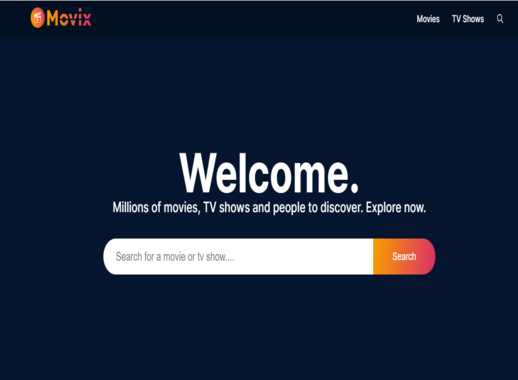 Movix
Movies TV Shows
Welcome.
Millions of movies, TV shows and people to discover. Explore now.
Search for a movie or tv show.... Search